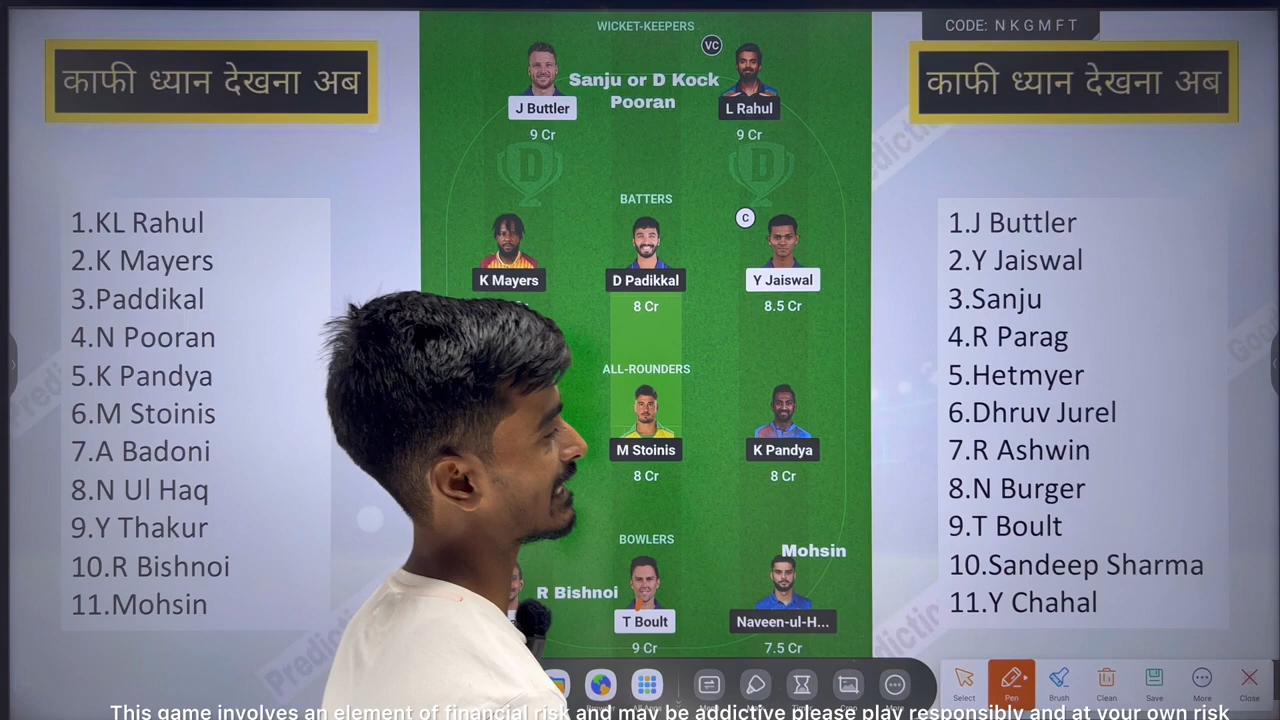 CODE: N K G M F T
काफी ध्यान देखना अब
काफी ध्यान देखना अब
1.KL Rahul
2.K Mayers
3.Paddikal
4.N Pooran
5.K Pandya
6.M Stoinis
7.A Badoni
8.N Ul Haq
9.Y Thakur
10.R Bishnoi
11.Mohsin
WICKET-KEEPERS
VC
Sanju or D Kock
Pooran
J Buttler
L Rahul
9 Cr
9 Cr
BATTERS
C
K Mayers
D Padikkal
Y Jaiswal
8 Cr
8.5 Cr
ALL-ROUNDERS
M Stoinis
K Pandya
8 Cr
8 Cr
BOWLERS
Mohsin
R Bishnoi
T Boult
Naveen-ul-H...
9 Cr
7.5 Cr
1.J Buttler
2.Y Jaiswal
3.Sanju
4.R Parag
5.Hetmyer
6.Dhruv Jurel
7.R Ashwin
8.N Burger
9.T Boult
10.Sandeep Sharma
11.Y Chahal
Select
Pen
Brush
Clean
Save
More
Close
This game involves an element of financial risk and may be addictive please play responsibly and at your own risk